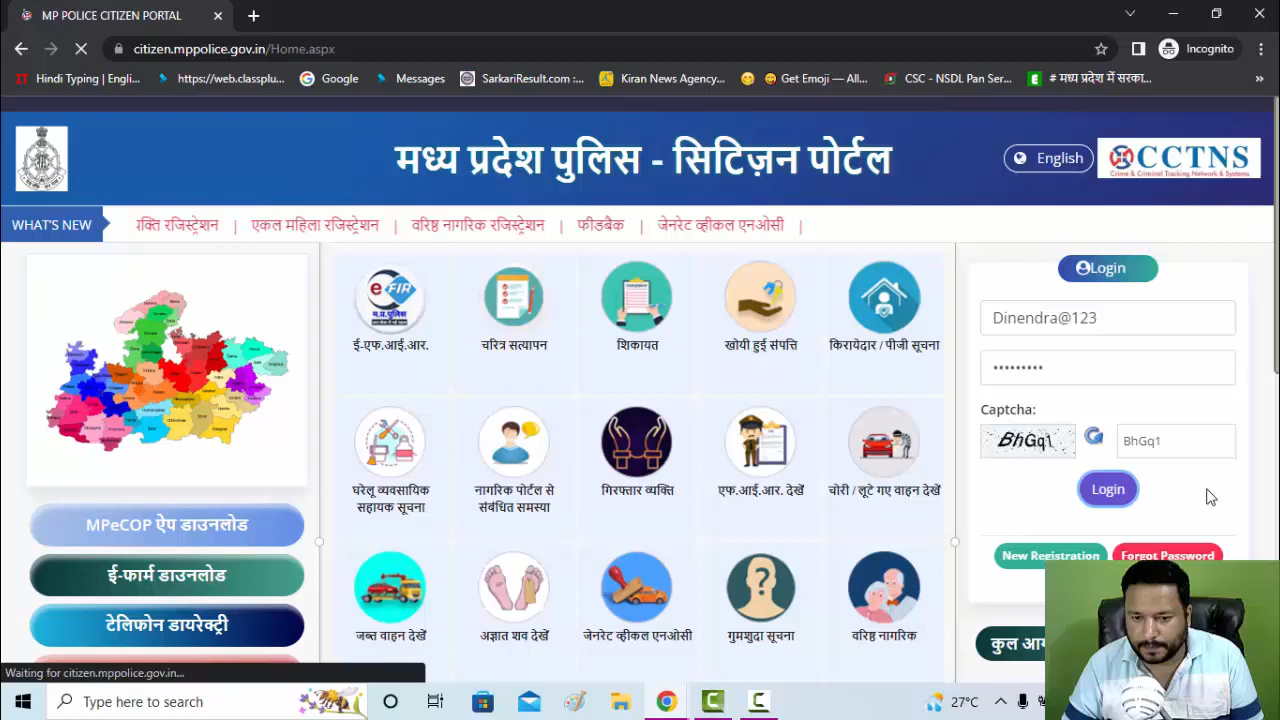 MP POLICE CITIZEN PORTAL
citizen.mppolice.gov.in/Home.aspx
Incognito
Hindi Typing | Engli...
https://web.classplu...
Google
Messages
SarkariResult.com :...
Kiran News Agency...
Get Emoji — All...
CSC - NSDL Pan Ser...
# मध्य प्रदेश में सरका...
»
मध्य प्रदेश पुलिस - सिटिज़न पोर्टल
English
CCTNS
Crime & Criminal Tracking Network & Systems
WHAT'S NEW
यक्ति रजिस्ट्रेशन | एकल महिला रजिस्ट्रेशन | वरिष्ठ नागरिक रजिस्ट्रेशन | फीडबैक | जेनरेट व्हीकल एनओसी |
Login
Dinendra@123
•••••••••
Captcha:
BhGq1
BhGq1
Login
New Registration
Forgot Password
कुल आग
e FIR
म.प्र.पुलिस
ई-.एफ.आई.आर.
चरित्र सत्यापन
शिकायत
खोयी हुई संपत्ति
किरायेदार / पीजी सूचना
घरेलू व्यवसायिक
सहायक सूचना
नागरिक पोर्टल से
संबंधित समस्या
गिरफ्तार व्यक्ति
एफ.आई.आर. देखें
चोरी / लूटे गए वाहन देखें
जब्त वाहन देखें
अज्ञात शव देखें
जेनरेट व्हीकल एनओसी
गुमशुदा सूचना
वरिष्ठ नागरिक
MPeCOP ऐप डाउनलोड
ई-फार्म डाउनलोड
टेलिफोन डायरेक्ट्री
Waiting for citizen.mppolice.gov.in...
Type here to search
27°C